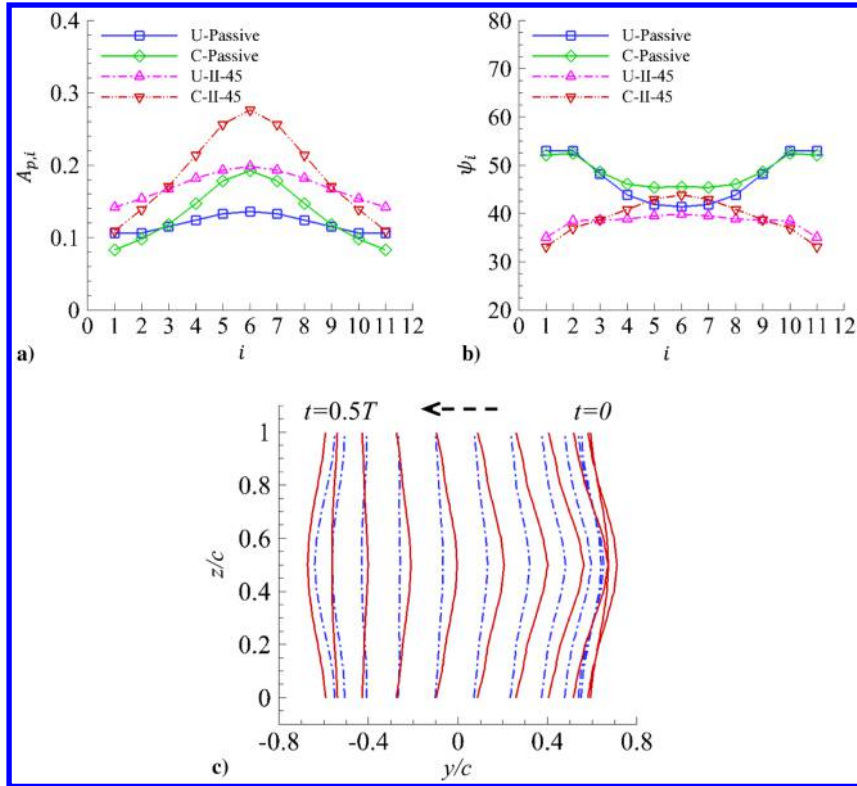 0.4
0.3
0.2
0.1
0
A_{p,i}
U-Passive
C-Passive
U-II-45
C-II-45
0 1 2 3 4 5 6 7 8 9 10 11 12
i
a)
80
70
60
50
40
30
20
ψ_i
U-Passive
C-Passive
U-II-45
C-II-45
0 1 2 3 4 5 6 7 8 9 10 11 12
i
b)
t=0.5T
t=0
1
0.8
0.6
0.4
0.2
0
z/c
-0.8 -0.4 0 0.4 0.8
y/c
c)